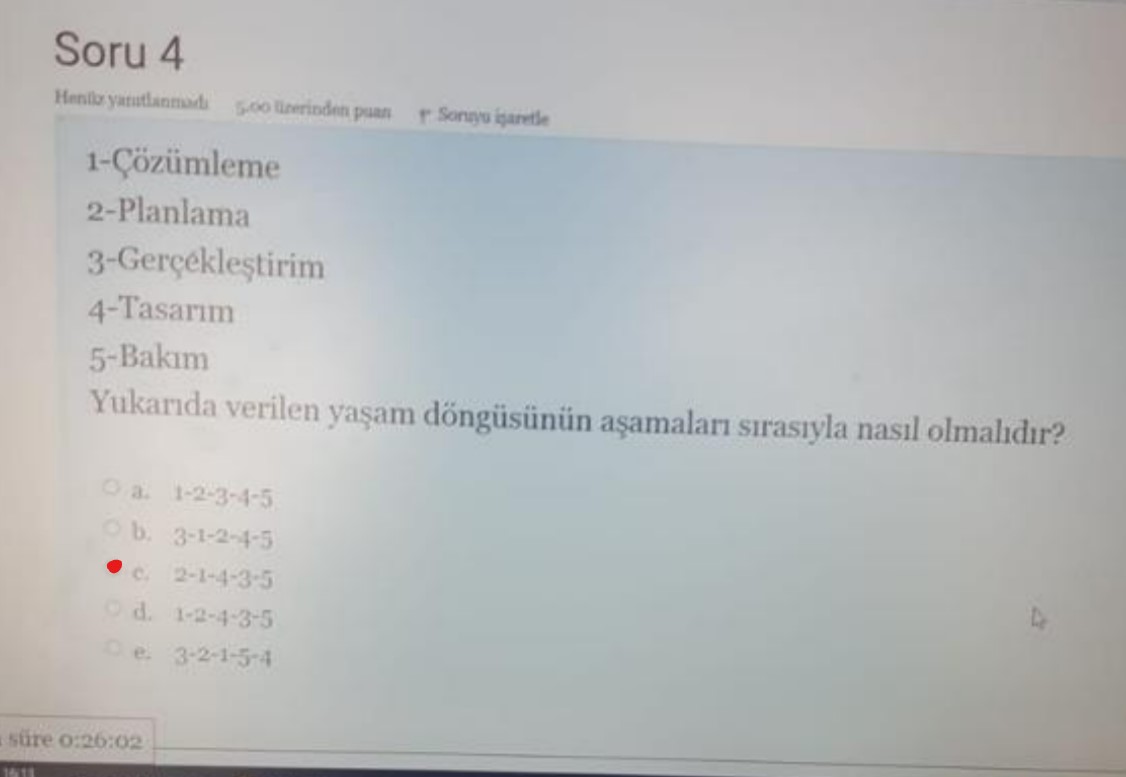 Soru 4
Henüz yanıtlanmadı 5,00 üzerinden puan Soruyu işaretle
1-Çözümleme
2-Planlama
3-Gerçekleştirim
4-Tasarım
5-Bakım
Yukarıda verilen yaşam döngüsünün aşamaları sırasıyla nasıl olmalıdır?
a. 1-2-3-4-5
b. 3-1-2-4-5
c. 2-1-4-3-5
d. 1-2-4-3-5
e. 3-2-1-5-4
süre 0:26:02